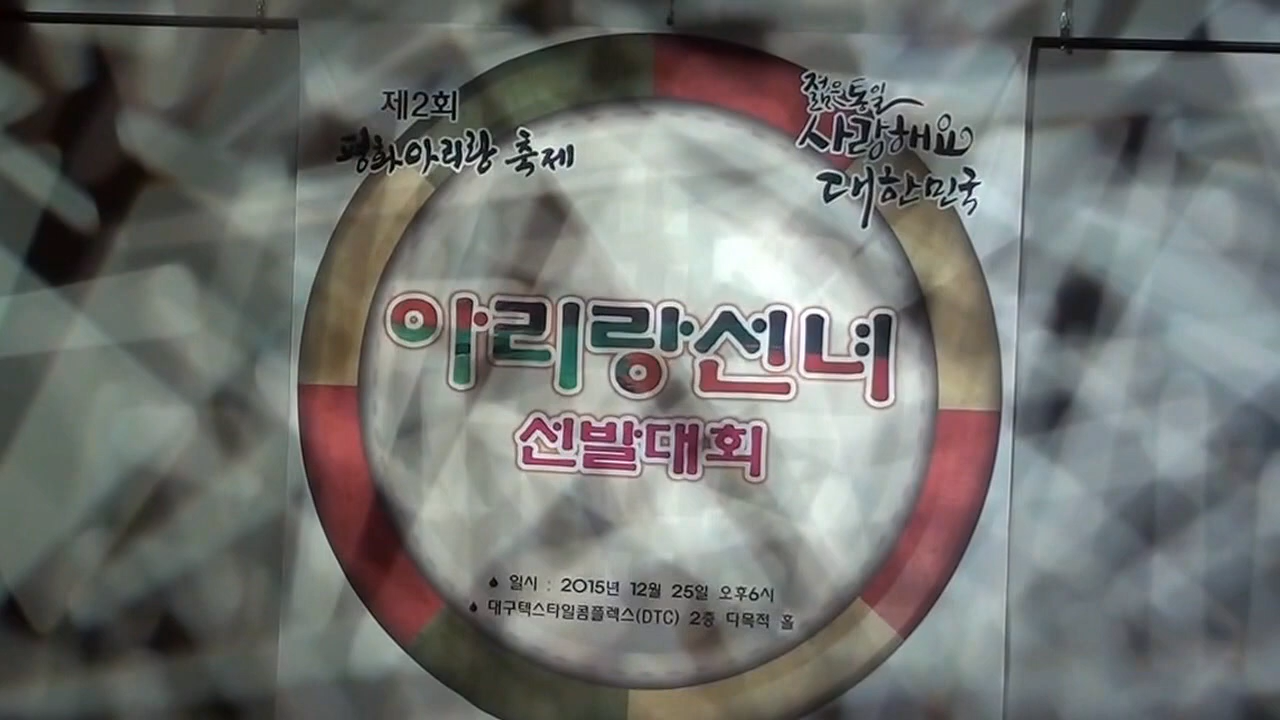 제2회
평화아리랑 축제
젊은통일
사랑해요
대한민국
아리랑선녀
선발대회
일시 : 2015년 12월 25일 오후6시
대구텍스타일콤플렉스(DTC) 2층 다목적 홀